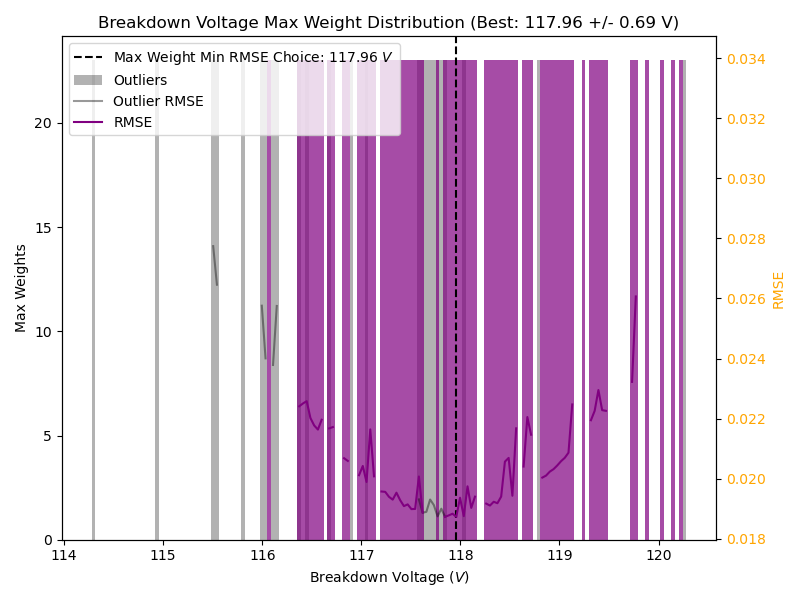 Breakdown Voltage Max Weight Distribution (Best: 117.96 +/- 0.69 V)
Max Weight Min RMSE Choice: 117.96 V
Outliers
Outlier RMSE
RMSE
Max Weights
20
15
10
5
0
0.034
0.032
0.030
0.028
0.026
0.024
0.022
0.020
0.018
RMSE
114 115 116 117 118 119 120
Breakdown Voltage (V)